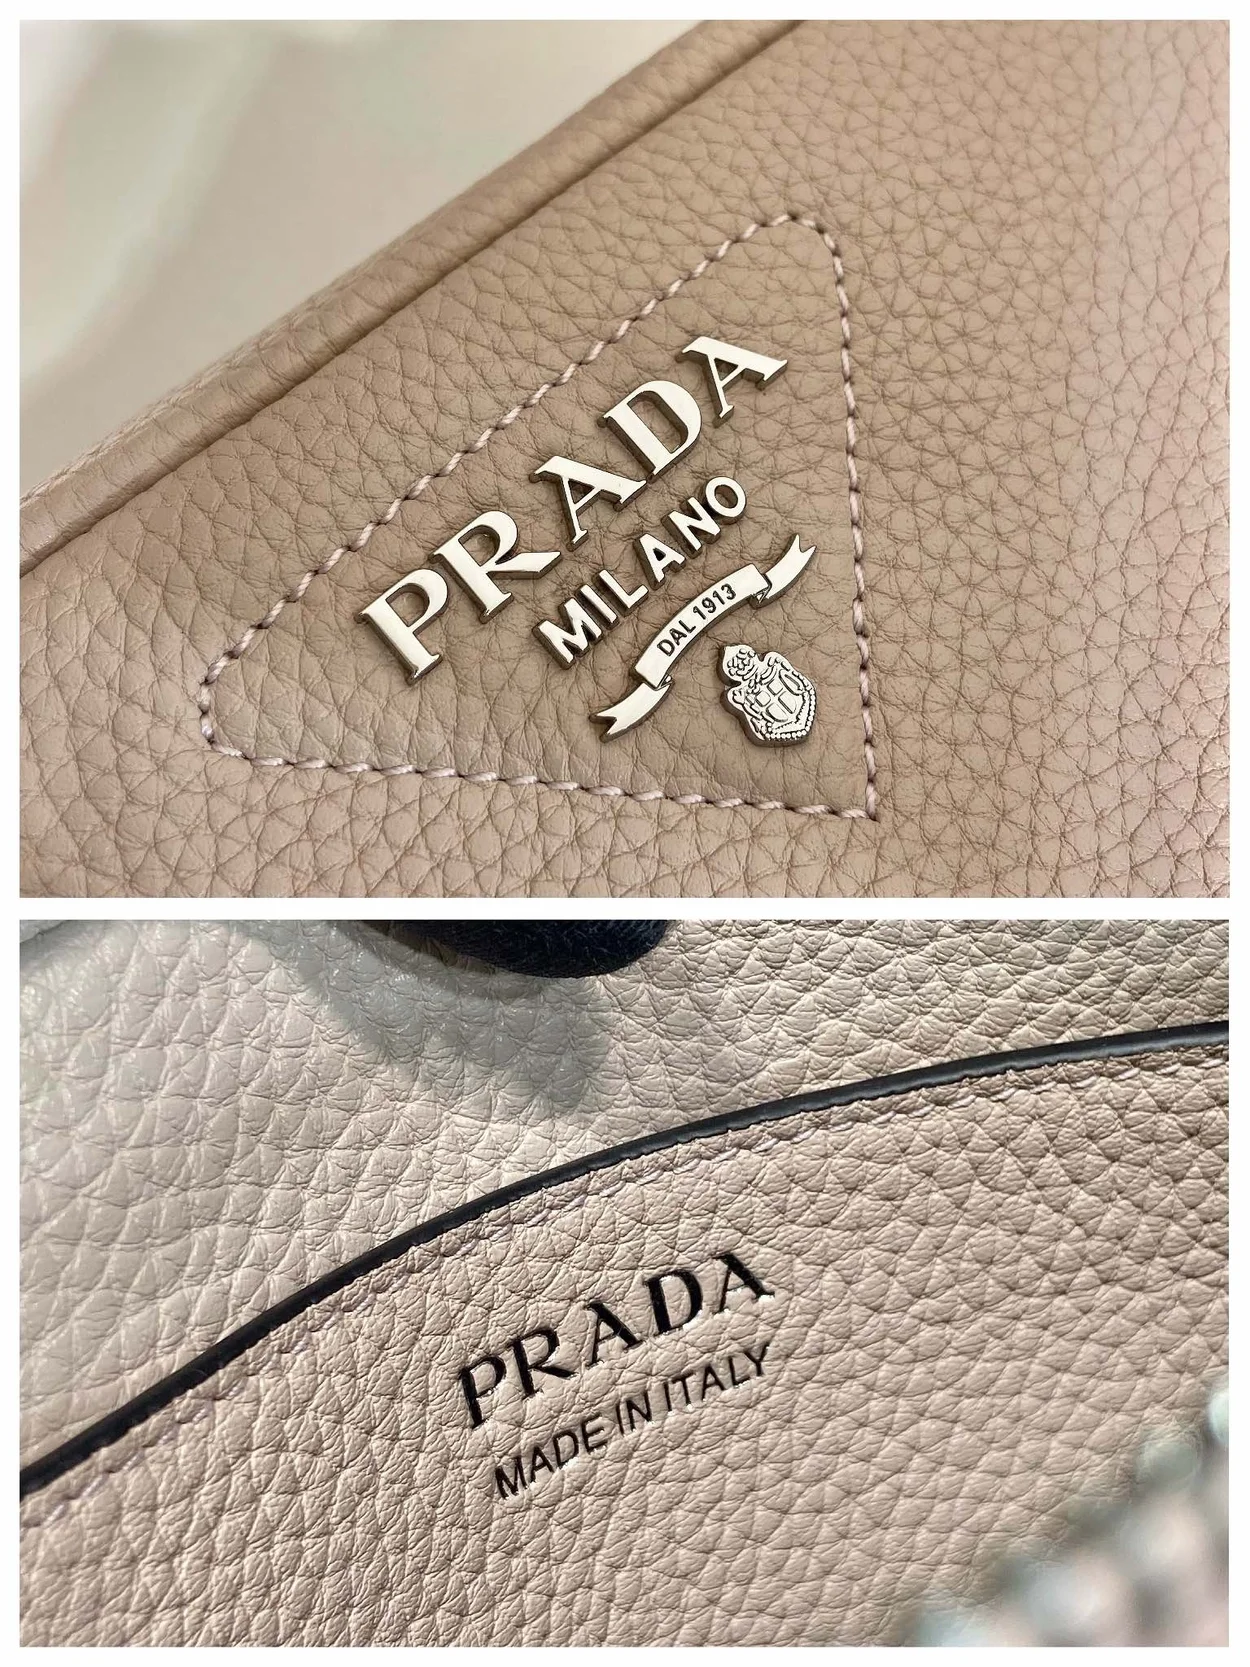 PRADA
MILANO
DAL 1913
PRADA
MADE IN ITALY